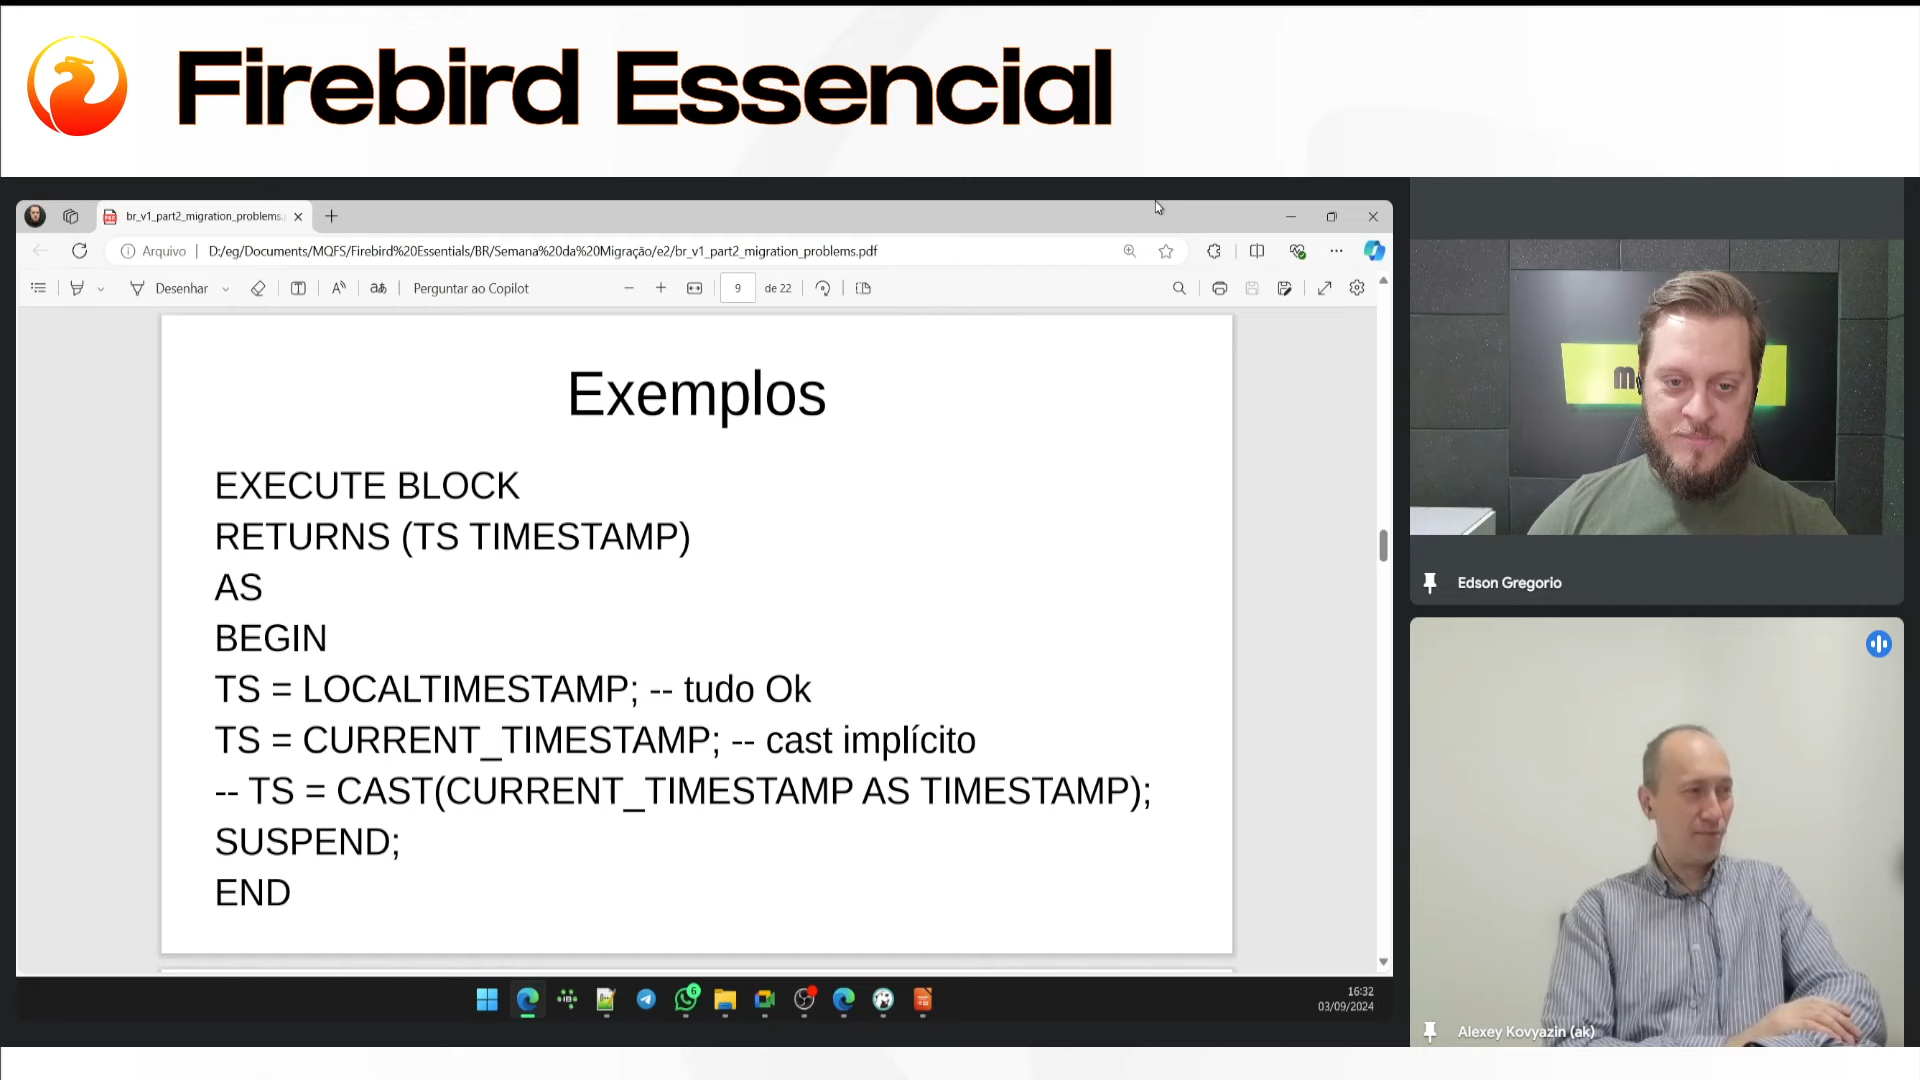 Firebird Essencial
br_v1_part2_migration_problems.
Arquivo
D:/eg/Documents/MQFS/Firebird%20Essentials/BR/Semana%20da%20Migração/e2/br_v1_part2_migration_problems.pdf
Desenhar
Perguntar ao Copilot
9
de 22
Exemplos
EXECUTE BLOCK
RETURNS (TS TIMESTAMP)
AS
BEGIN
TS = LOCALTIMESTAMP; -- tudo Ok
TS = CURRENT_TIMESTAMP; -- cast implícito
-- TS = CAST(CURRENT_TIMESTAMP AS TIMESTAMP);
SUSPEND;
END
16:32
03/09/2024
Edson Gregorio
Alexey Kovyazin (ak)